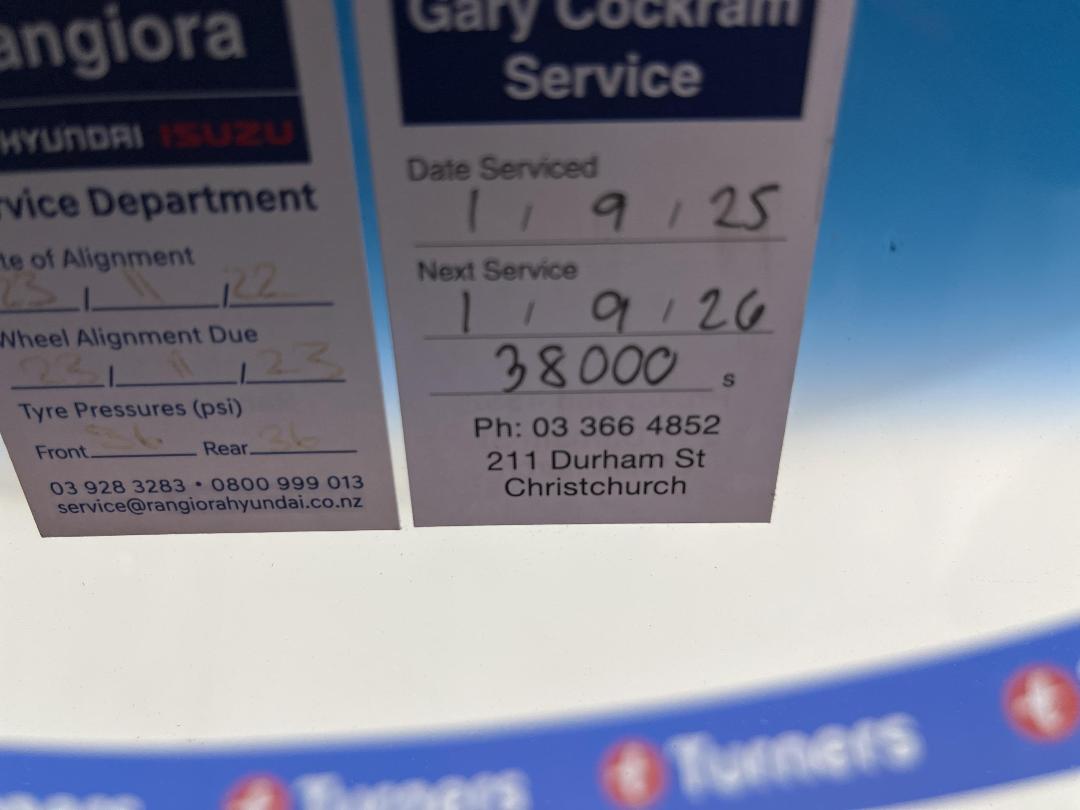 angiora
HYUNDAI ISUZU
rvice Department
te of Alignment
23 / 11 / 22
Wheel Alignment Due
23 / 11 / 23
Tyre Pressures (psi)
Front 36 Rear 36
03 928 3283 • 0800 999 013
service@rangiorahyundai.co.nz
Gary Cockram
Service
Date Serviced
1 / 9 / 25
Next Service
1 / 9 / 26
38000 s
Ph: 03 366 4852
211 Durham St
Christchurch
Turners Turners